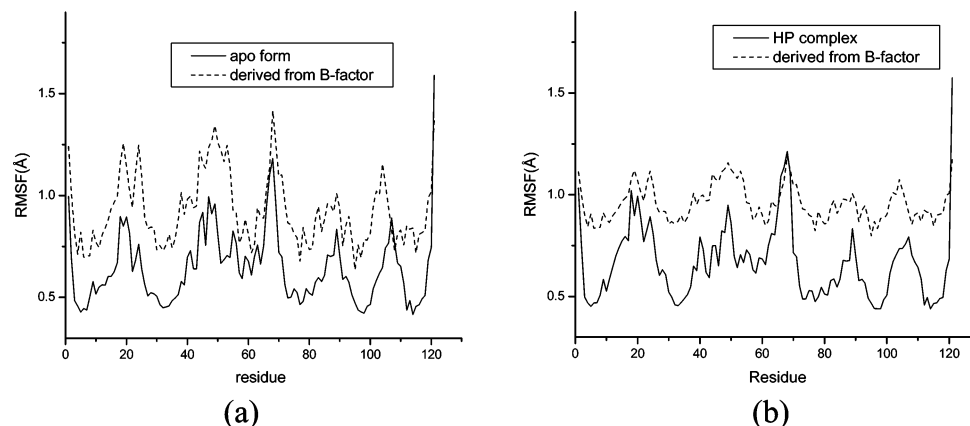 apo form
derived from B-factor
RMSF(Å)
1.5
1.0
0.5
0 20 40 60 80 100 120
residue
(a)
HP complex
derived from B-factor
RMSF(Å)
1.5
1.0
0.5
0 20 40 60 80 100 120
Residue
(b)